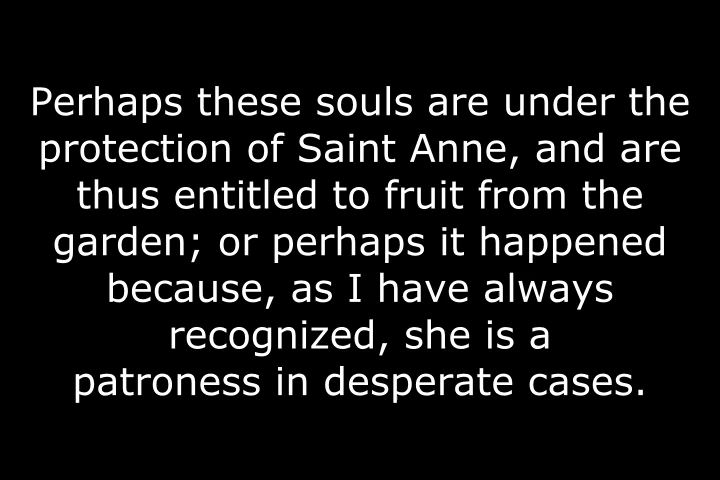 Perhaps these souls are under the
protection of Saint Anne, and are
thus entitled to fruit from the
garden; or perhaps it happened
because, as I have always
recognized, she is a
patroness in desperate cases.